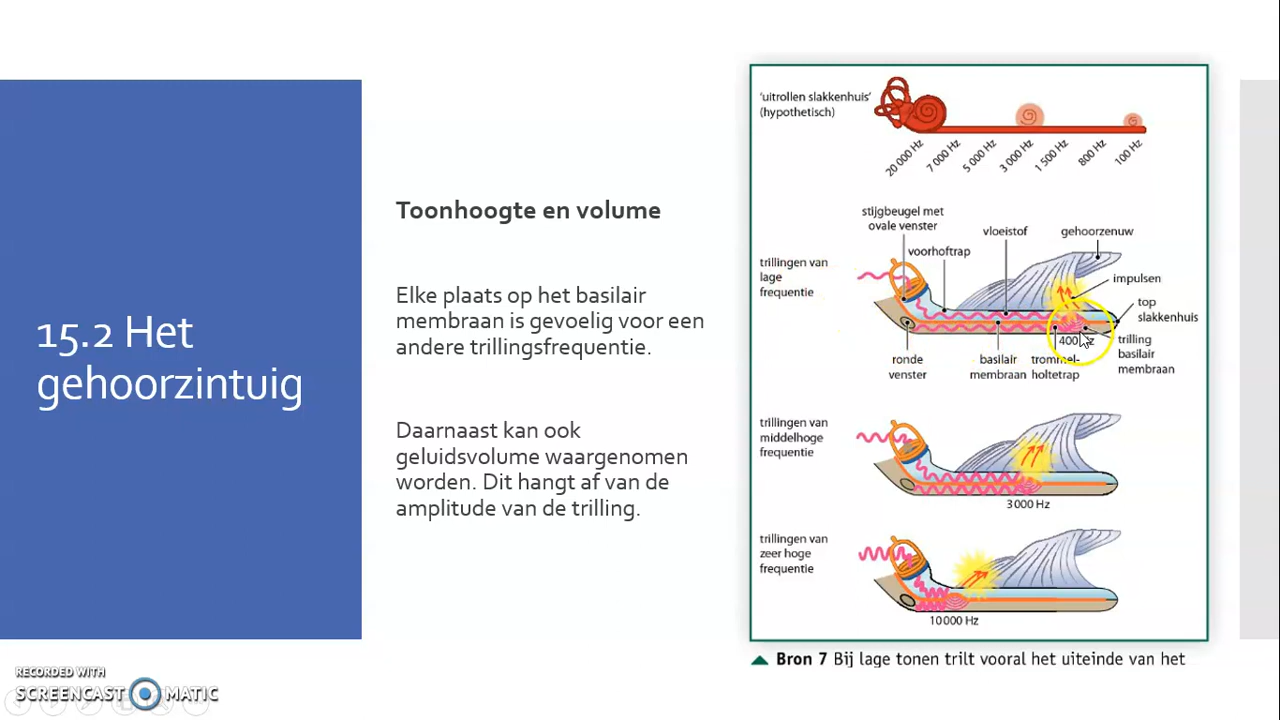 15.2 Het
gehoorzintuig
Toonhoogte en volume
Elke plaats op het basilair
membraan is gevoelig voor een
andere trillingsfrequentie.
Daarnaast kan ook
geluidsvolume waargenomen
worden. Dit hangt af van de
amplitude van de trilling.
'uitrollen slakkenhuis'
(hypothetisch)
20 000 Hz
7 000 Hz
5 000 Hz
3 000 Hz
1 500 Hz
800 Hz
100 Hz
stijgbeugel met
ovale venster
voorhoftrap
vloeistof
gehoorzenuw
trillingen van
lage
frequentie
impulsen
top
slakkenhuis
400
trilling
basilair
membraan
ronde
venster
basilair
membraan
trommel-
holtetrap
trillingen van
middelhoge
frequentie
3 000 Hz
trillingen van
zeer hoge
frequentie
10 000 Hz
Bron 7 Bij lage tonen trilt vooral het uiteinde van het
RECORDED WITH
SCREENCAST MATIC